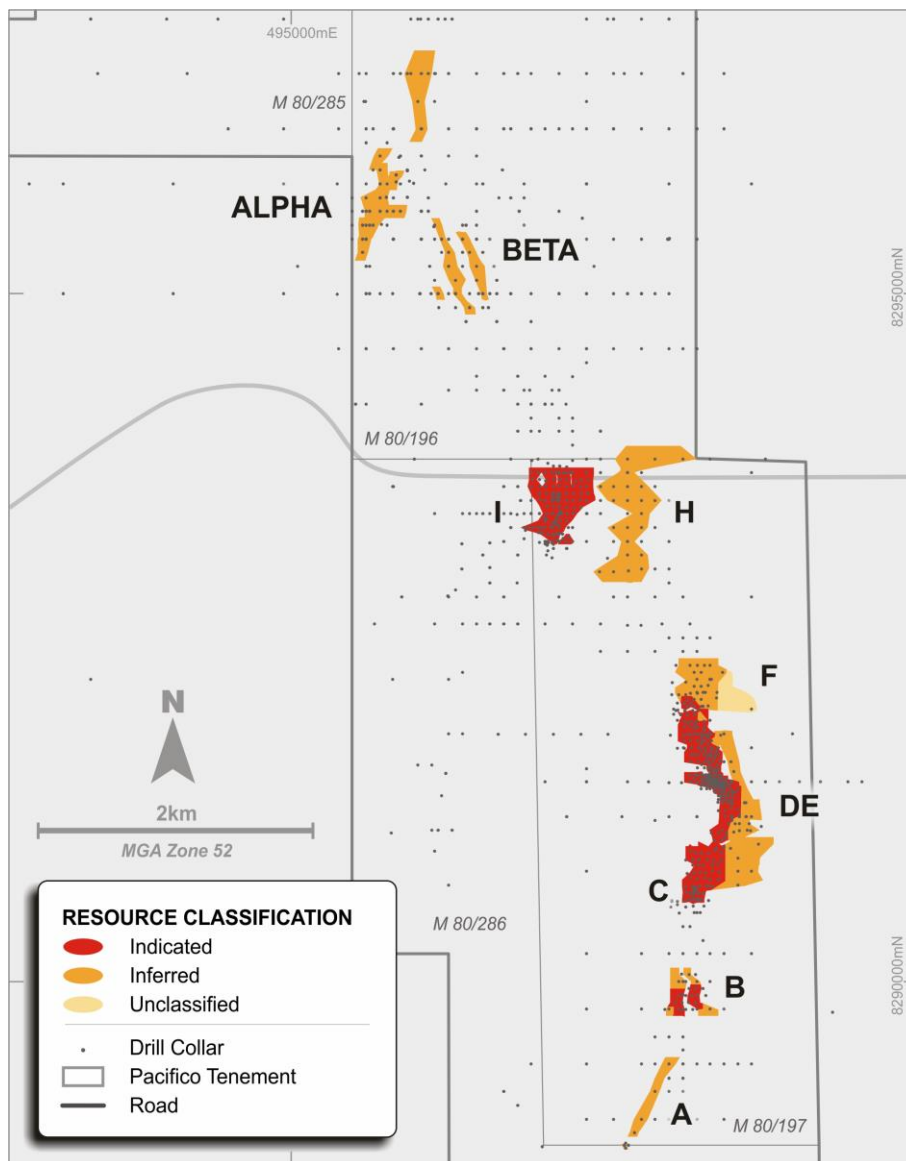 495000mE
M 80/285
ALPHA
BETA
8295000mN
M 80/196
I
H
F
N
2km
MGA Zone 52
DE
C
M 80/286
B
8290000mN
A
M 80/197
RESOURCE CLASSIFICATION
Indicated
Inferred
Unclassified
Drill Collar
Pacifico Tenement
Road